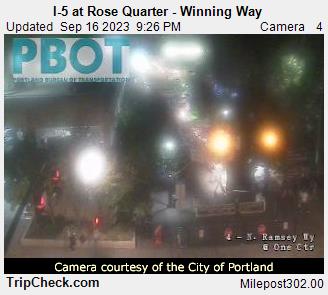 I-5 at Rose Quarter - Winning Way
Updated Sep 16 2023 9:26 PM Camera 4
PBOT
PORTLAND BUREAU OF TRANSPORTATION
4 - N. Ramsey Wy
@ One Ctr
Camera courtesy of the City of Portland
TripCheck.com Milepost302.00